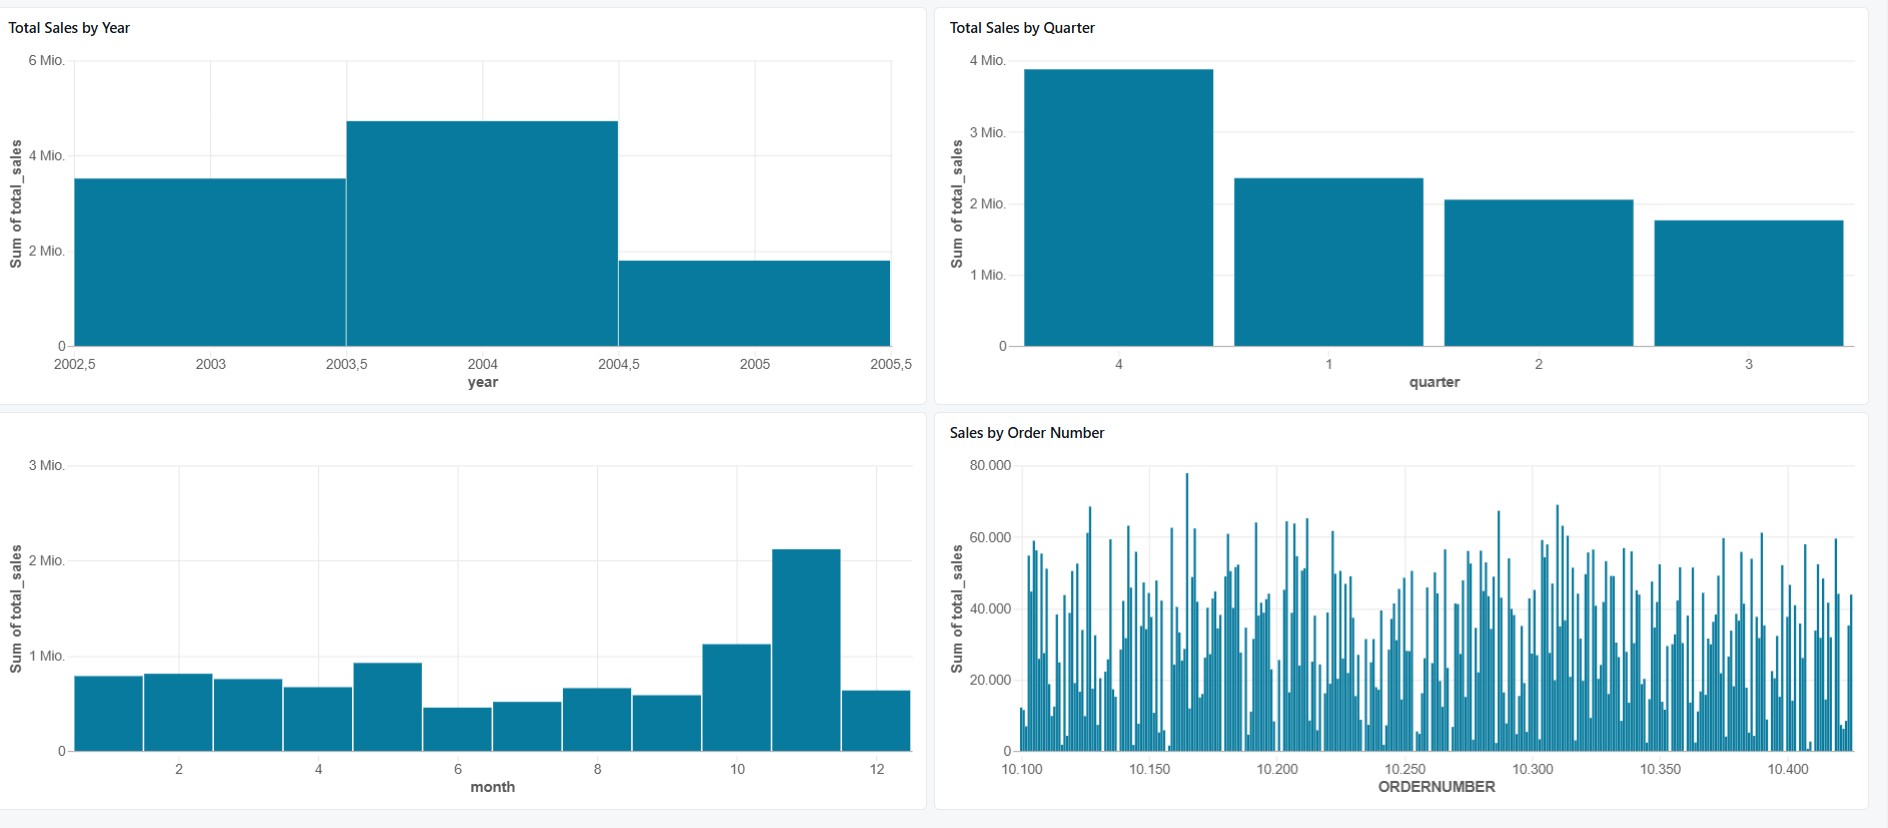 Total Sales by Year
6 Mio.
4 Mio.
2 Mio.
0
Sum of total_sales
2002,5 2003 2003,5 2004 2004,5 2005 2005,5
year
Total Sales by Quarter
4 Mio.
3 Mio.
2 Mio.
1 Mio.
0
Sum of total_sales
4 1 2 3
quarter
3 Mio.
2 Mio.
1 Mio.
0
Sum of total_sales
2 4 6 8 10 12
month
Sales by Order Number
80.000
60.000
40.000
20.000
0
Sum of total_sales
10.100 10.150 10.200 10.250 10.300 10.350 10.400
ORDERNUMBER